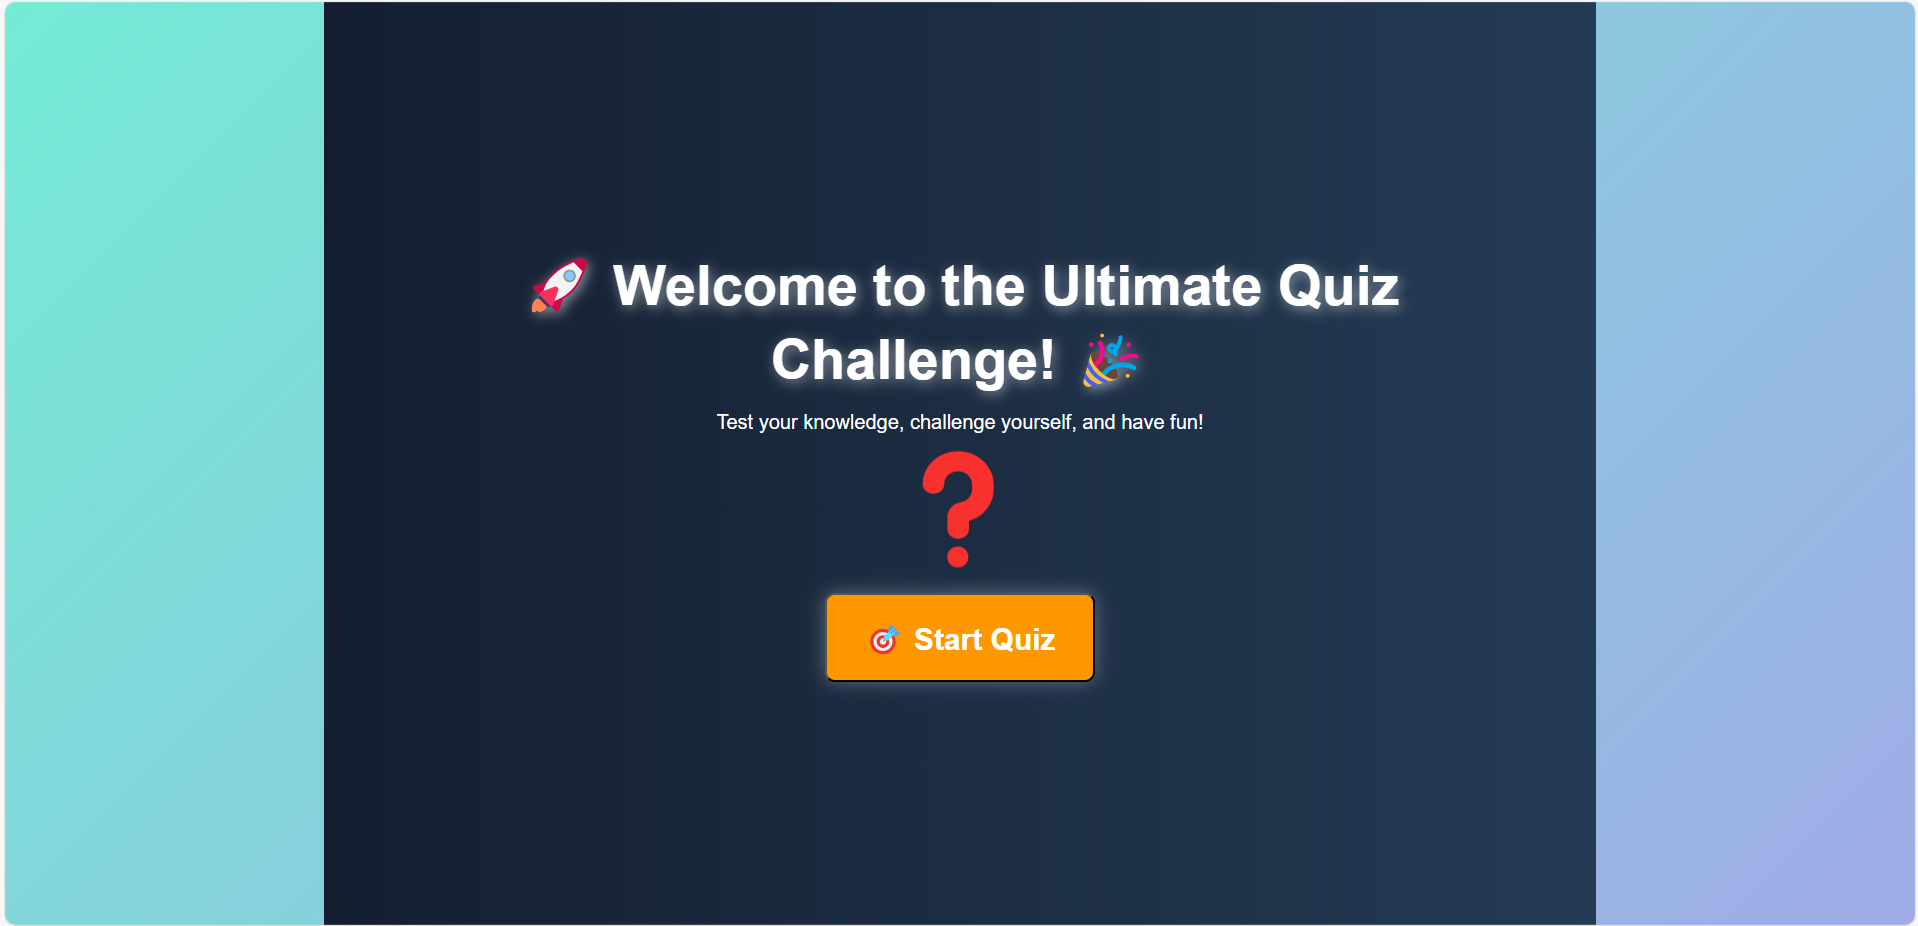 🚀 Welcome to the Ultimate Quiz
Challenge! 🎉
Test your knowledge, challenge yourself, and have fun!
❓
🎯 Start Quiz